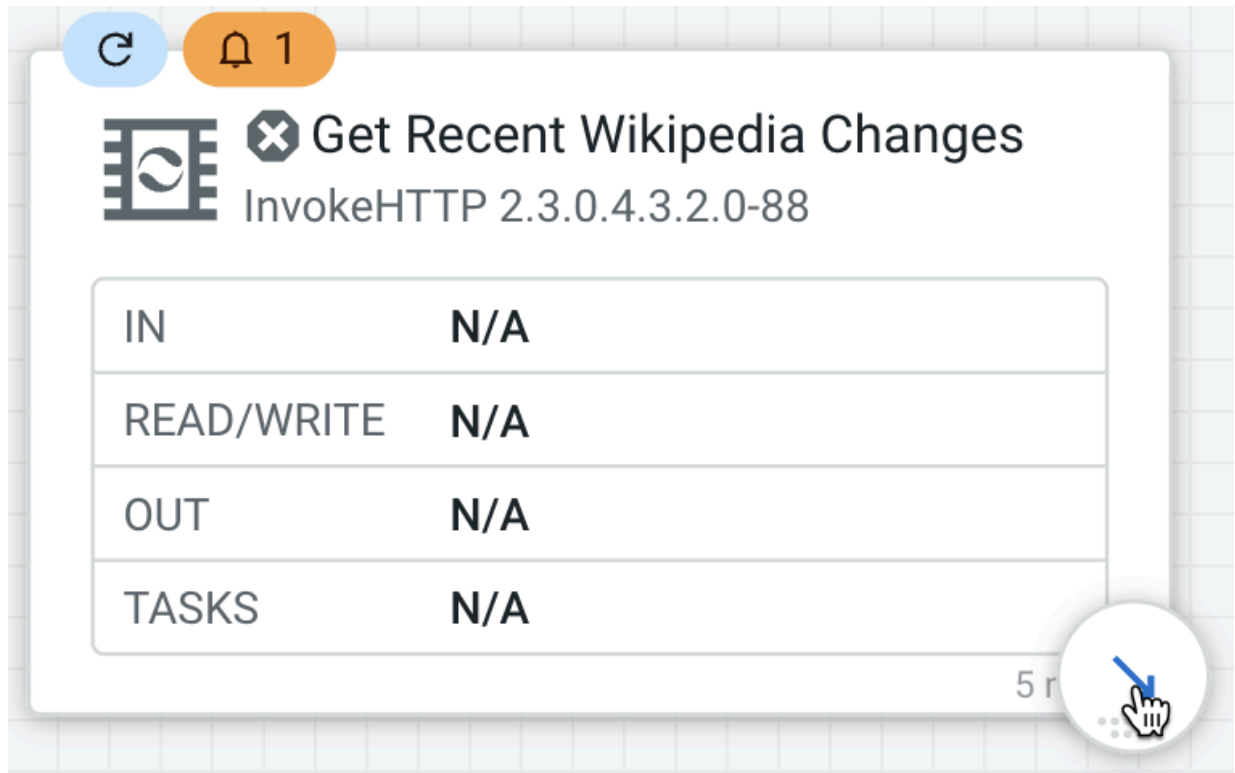 1
Get Recent Wikipedia Changes
InvokeHTTP 2.3.0.4.3.2.0-88
IN N/A
READ/WRITE N/A
OUT N/A
TASKS N/A
5